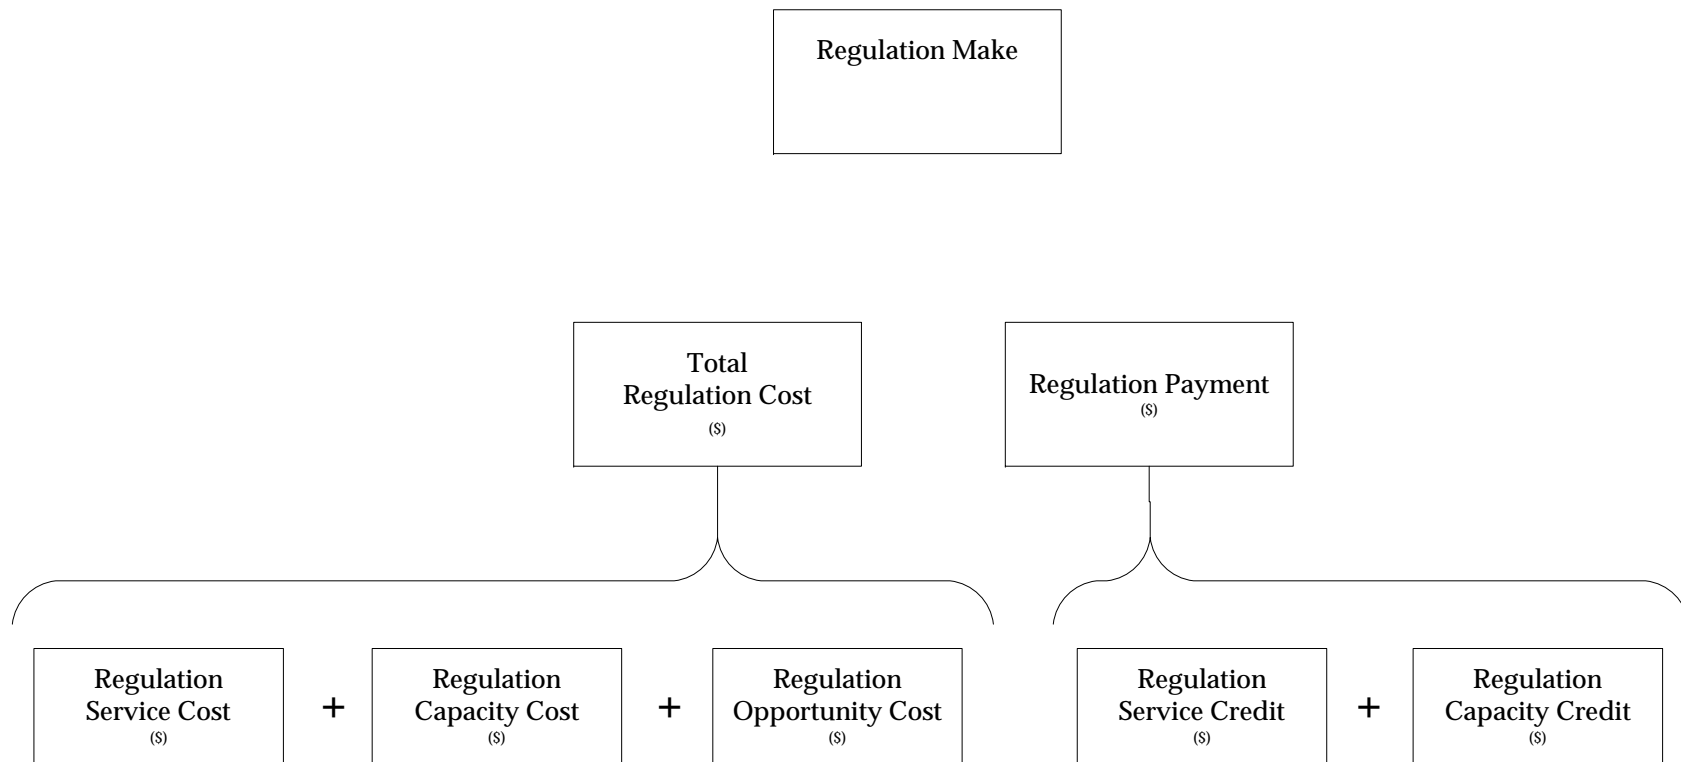 Regulation Make
Total
Regulation Cost
($)
Regulation Payment
($)
Regulation
Service Cost
($)
+
Regulation
Capacity Cost
($)
+
Regulation
Opportunity Cost
($)
Regulation
Service Credit
($)
+
Regulation
Capacity Credit
($)